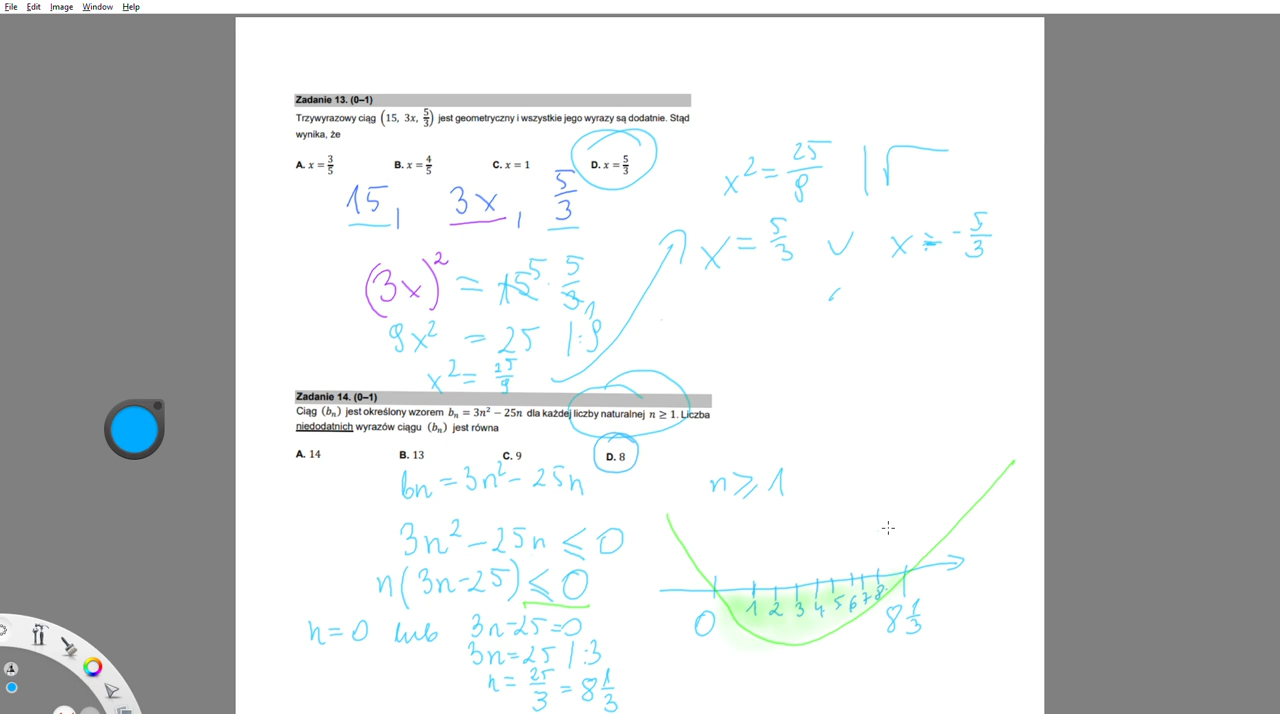 File Edit Image Window Help
Zadanie 13. (0–1)
Trzywyrazowy ciąg (15, 3x, 5/3) jest geometryczny i wszystkie jego wyrazy są dodatnie. Stąd
wynika, że
A. x = 3/5 B. x = 4/5 C. x = 1 D. x = 5/3
15, 3x, 5/3
(3x)² = 15⁵ · 5/3₁
9x² = 25 |:9
x² = 25/9
x² = 25/9 |√
x = 5/3 ∨ x = -5/3
Zadanie 14. (0–1)
Ciąg (bₙ) jest określony wzorem bₙ = 3n² − 25n dla każdej liczby naturalnej n ≥ 1. Liczba
niedodatnich wyrazów ciągu (bₙ) jest równa
A. 14 B. 13 C. 9 D. 8
bn = 3n² - 25n
n ⩾ 1
3n² - 25n ⩽ 0
n(3n-25) ⩽ 0
n=0 lub 3n-25=0
3n=25 |:3
n= 25/3 = 8 1/3
0 1 2 3 4 5 6 7 8 8 1/3